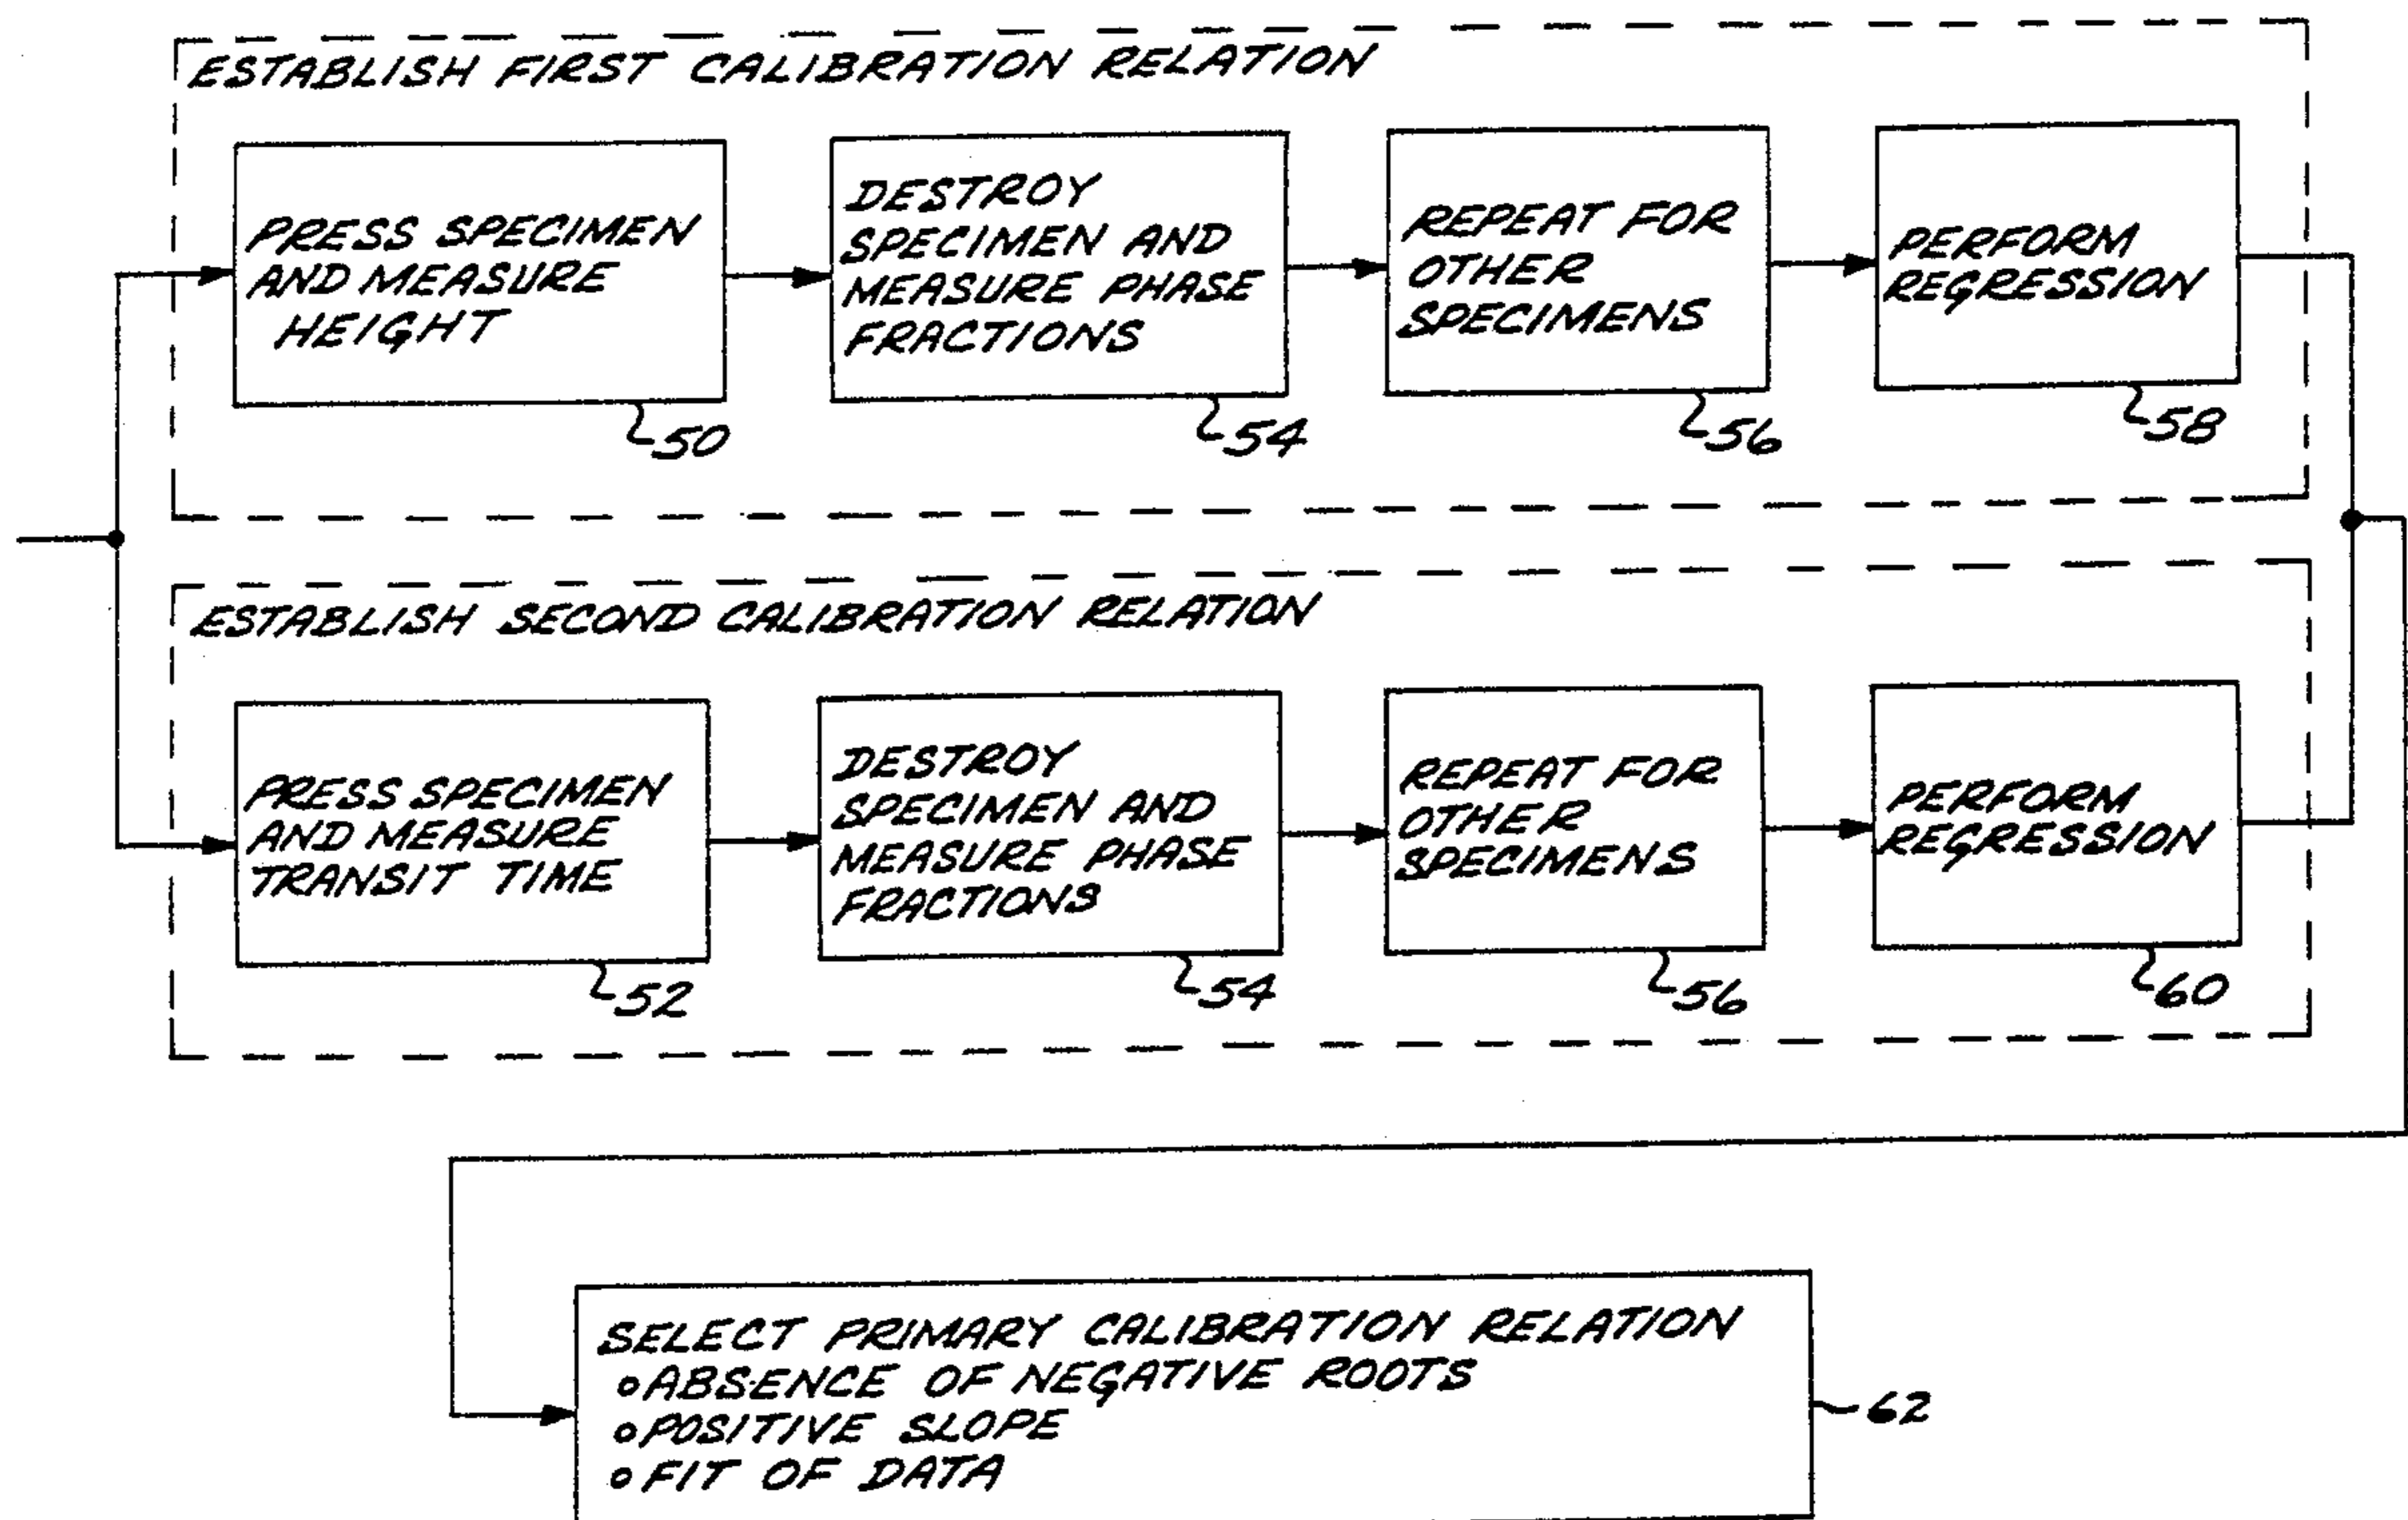 ESTABLISH FIRST CALIBRATION RELATION
PRESS SPECIMEN
AND MEASURE
HEIGHT
50
DESTROY
SPECIMEN AND
MEASURE PHASE
FRACTIONS
54
REPEAT FOR
OTHER
SPECIMENS
56
PERFORM
REGRESSION
58
ESTABLISH SECOND CALIBRATION RELATION
PRESS SPECIMEN
AND MEASURE
TRANSIT TIME
52
DESTROY
SPECIMEN AND
MEASURE PHASE
FRACTIONS
54
REPEAT FOR
OTHER
SPECIMENS
56
PERFORM
REGRESSION
60
SELECT PRIMARY CALIBRATION RELATION
o ABSENCE OF NEGATIVE ROOTS
o POSITIVE SLOPE
o FIT OF DATA
62